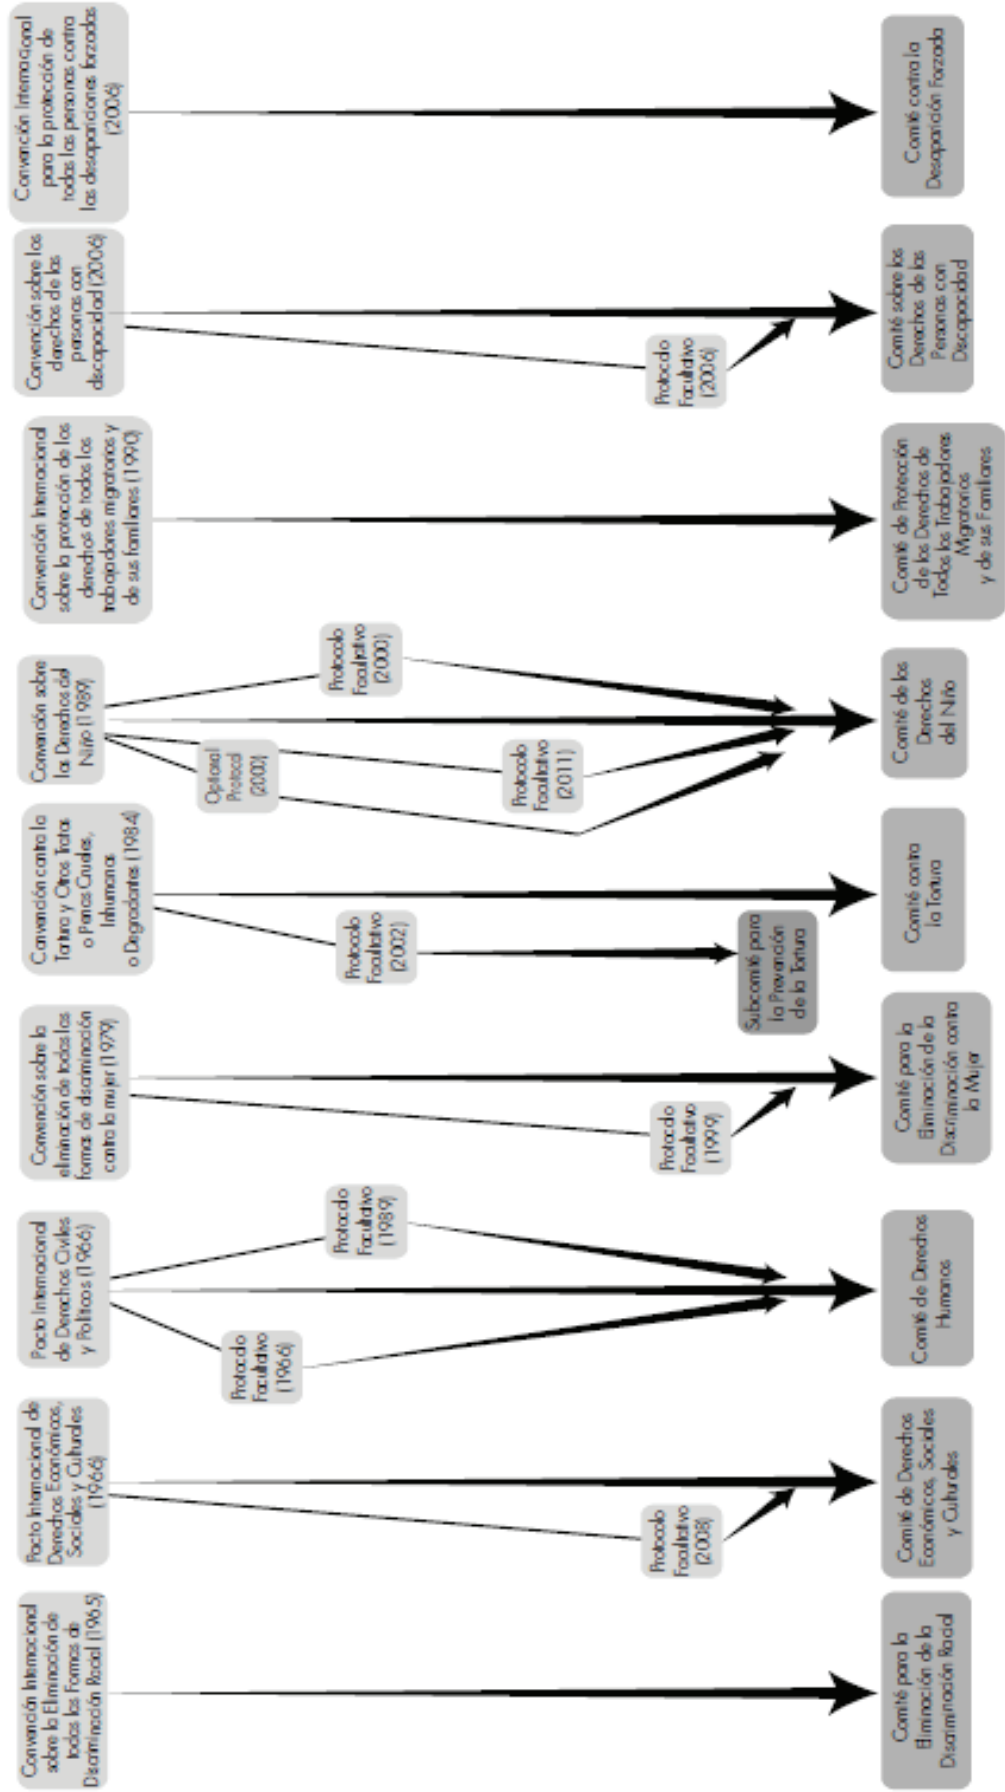 Convención Internacional
sobre la Eliminación de
todas las Formas de
Discriminación Racial (1965)
Pacto Internacional de
Derechos Económicos,
Sociales y Culturales
(1966)
Pacto Internacional
de Derechos Civiles
y Políticos (1966)
Convención sobre la
eliminación de todas las
formas de discriminación
contra la mujer (1979)
Convención contra la
Tortura y Otros Tratos
o Penas Crueles,
Inhumanos
o Degradantes (1984)
Convención sobre
los Derechos del
Niño (1989)
Convención Internacional
sobre la protección de los
derechos de todos los
trabajadores migratorios y
de sus familiares (1990)
Convención sobre los
derechos de las
personas con
discapacidad (2006)
Convención Internacional
para la protección de
todas las personas contra
las desapariciones forzadas
(2006)
Protocolo
Facultativo
(2008)
Protocolo
Facultativo
(1966)
Protocolo
Facultativo
(1989)
Protocolo
Facultativo
(1999)
Protocolo
Facultativo
(2002)
Optional
Protocol
(2000)
Protocolo
Facultativo
(2011)
Protocolo
Facultativo
(2000)
Protocolo
Facultativo
(2006)
Subcomité para
la Prevención
de la Tortura
Comité para la
Eliminación de la
Discriminación Racial
Comité de Derechos
Económicos, Sociales
y Culturales
Comité de Derechos
Humanos
Comité para la
Eliminación de la
Discriminación contra
la Mujer
Comité contra
la Tortura
Comité de los
Derechos
del Niño
Comité de Protección
de los Derechos de
Todos los Trabajadores
Migratorios
y de sus Familiares
Comité sobre los
Derechos de las
Personas con
Discapacidad
Comité contra la
Desaparición Forzada